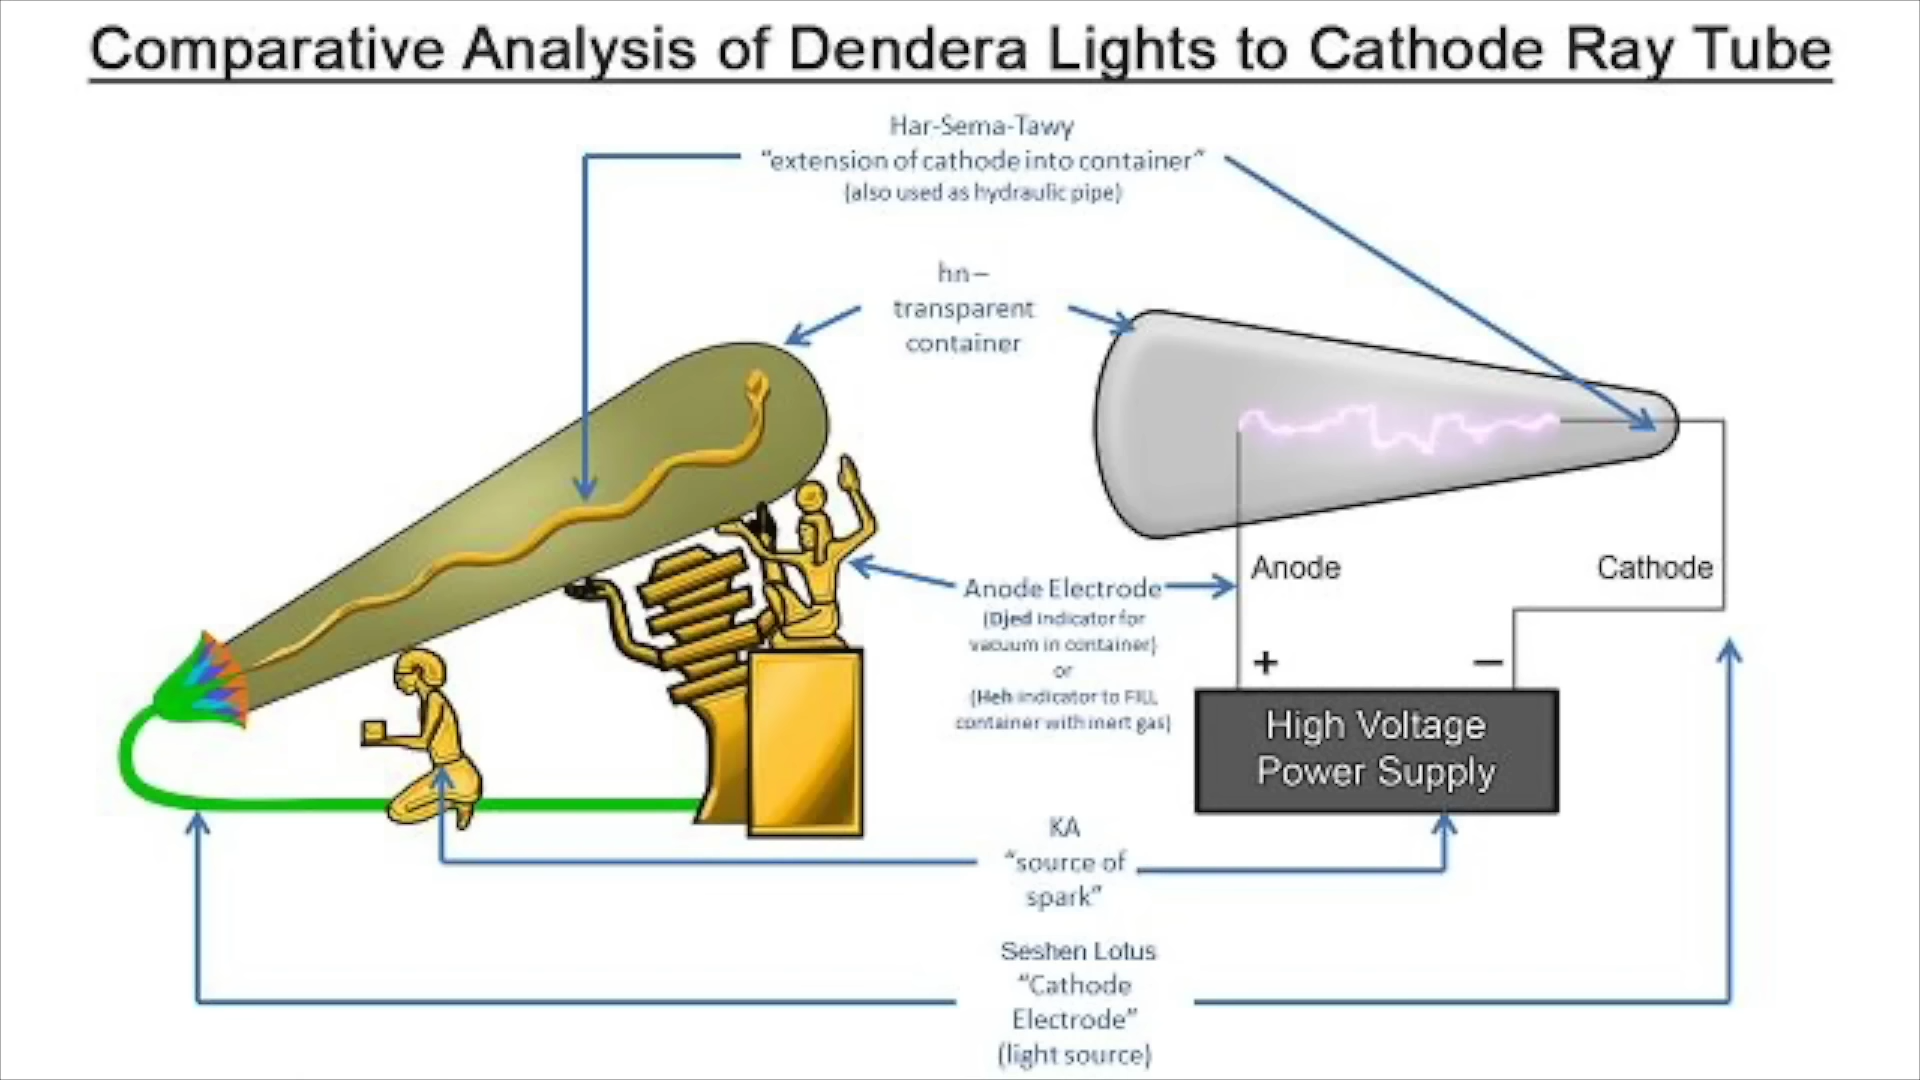 Comparative Analysis of Dendera Lights to Cathode Ray Tube
Har-Sema-Tawy
"extension of cathode into container"
(also used as hydraulic pipe)
hn–
transparent
container
Anode Electrode
(Djed indicator for
vacuum in container)
or
(Heh indicator to FILL
container with inert gas)
Anode
Cathode
+
–
High Voltage
Power Supply
KA
"source of
spark"
Seshen Lotus
"Cathode
Electrode"
(light source)